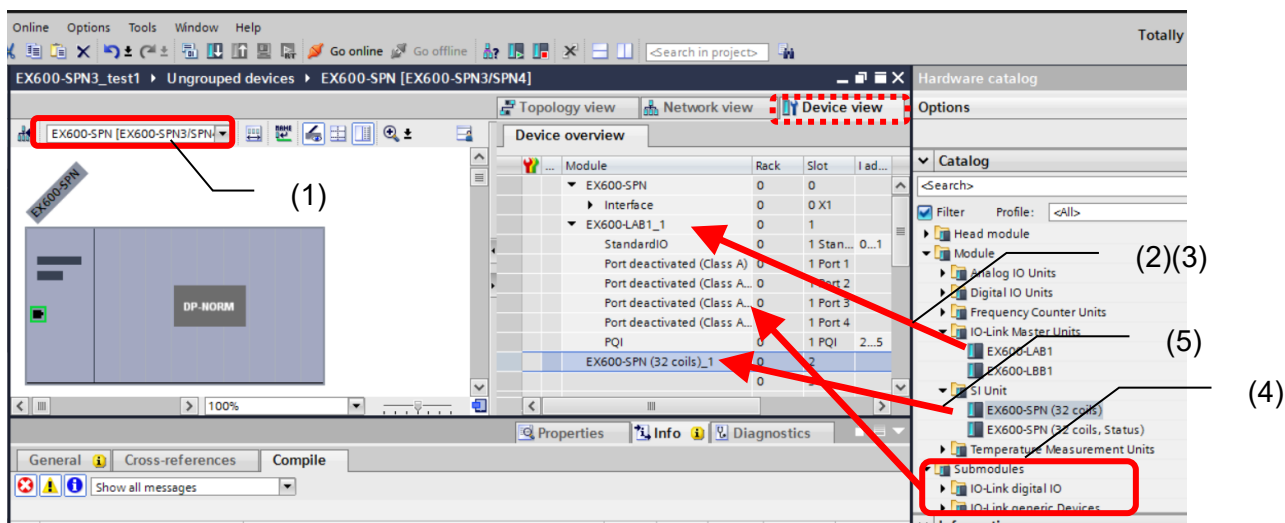 Online Options Tools Window Help
Go online Go offline <Search in project>
Totally
EX600-SPN3_test1 ▸ Ungrouped devices ▸ EX600-SPN [EX600-SPN3/SPN4]
Hardware catalog
Topology view Network view Device view
Options
EX600-SPN [EX600-SPN3/SPN
Device overview
... Module Rack Slot I ad...
Catalog
EX600-SPN 0 0
<Search>
Interface 0 0 X1
Filter Profile: <All>
EX600-LAB1_1 0 1
Head module
StandardIO 0 1 Stan... 0...1
Module
Port deactivated (Class A) 0 1 Port 1
Analog IO Units
Port deactivated (Class A... 0 1 Port 2
Digital IO Units
Port deactivated (Class A... 0 1 Port 3
Frequency Counter Units
Port deactivated (Class A... 1 Port 4
IO-Link Master Units
PQI 0 1 PQI 2...5
EX600-LAB1
EX600-SPN (32 coils)_1 0 2
EX600-LBB1
0
SI Unit
EX600-SPN (32 coils)
EX600-SPN (32 coils, Status)
Temperature Measurement Units
Submodules
IO-Link digital IO
IO-Link generic Devices
EX600-SPN
DP-NORM
(1)
(2)(3)
(5)
(4)
100%
Properties Info Diagnostics
General Cross-references Compile
Show all messages